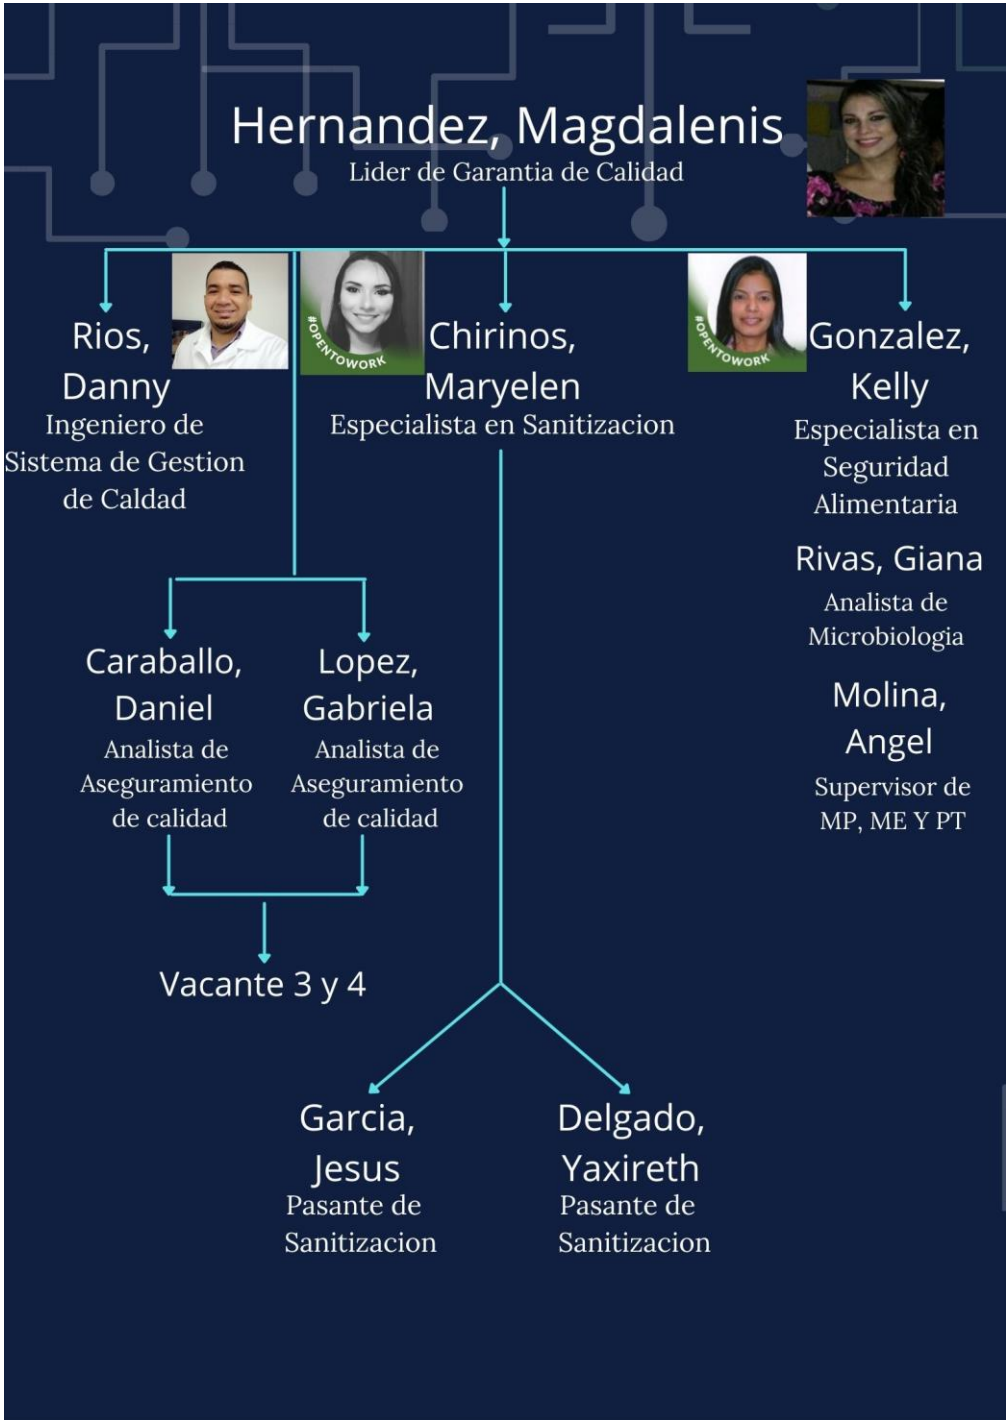 Hernandez, Magdalenis
Lider de Garantia de Calidad
Rios,
Danny
Ingeniero de
Sistema de Gestion
de Caldad
#OPENTOWORK
Chirinos,
Maryelen
Especialista en Sanitizacion
#OPENTOWORK
Gonzalez,
Kelly
Especialista en
Seguridad
Alimentaria
Rivas, Giana
Analista de
Microbiologia
Molina,
Angel
Supervisor de
MP, ME Y PT
Caraballo,
Daniel
Analista de
Aseguramiento
de calidad
Lopez,
Gabriela
Analista de
Aseguramiento
de calidad
Vacante 3 y 4
Garcia,
Jesus
Pasante de
Sanitizacion
Delgado,
Yaxireth
Pasante de
Sanitizacion